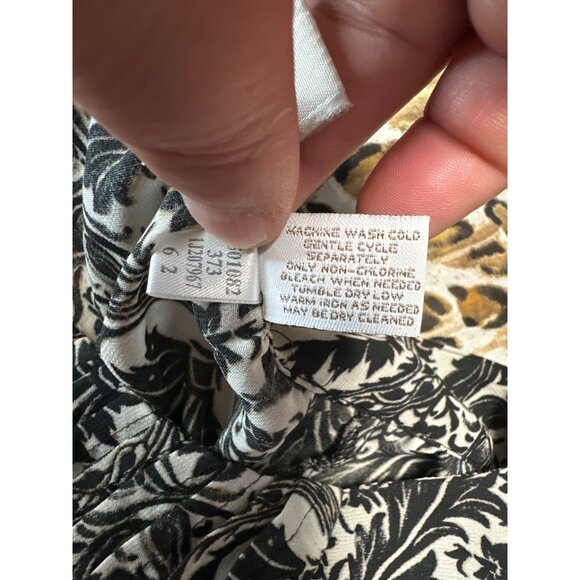 MACHINE WASH COLD
GENTLE CYCLE
SEPARATELY
ONLY NON-CHLORINE
BLEACH WHEN NEEDED
TUMBLE DRY LOW
WARM IRON AS NEEDED
MAY BE DRY CLEANED
373
1J207967
6 2